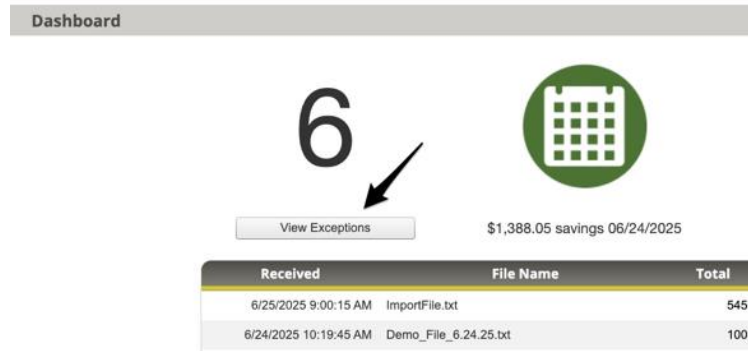 Dashboard
6
View Exceptions
$1,388.05 savings 06/24/2025
Received File Name Total
6/25/2025 9:00:15 AM ImportFile.txt 545
6/24/2025 10:19:45 AM Demo_File_6.24.25.txt 100